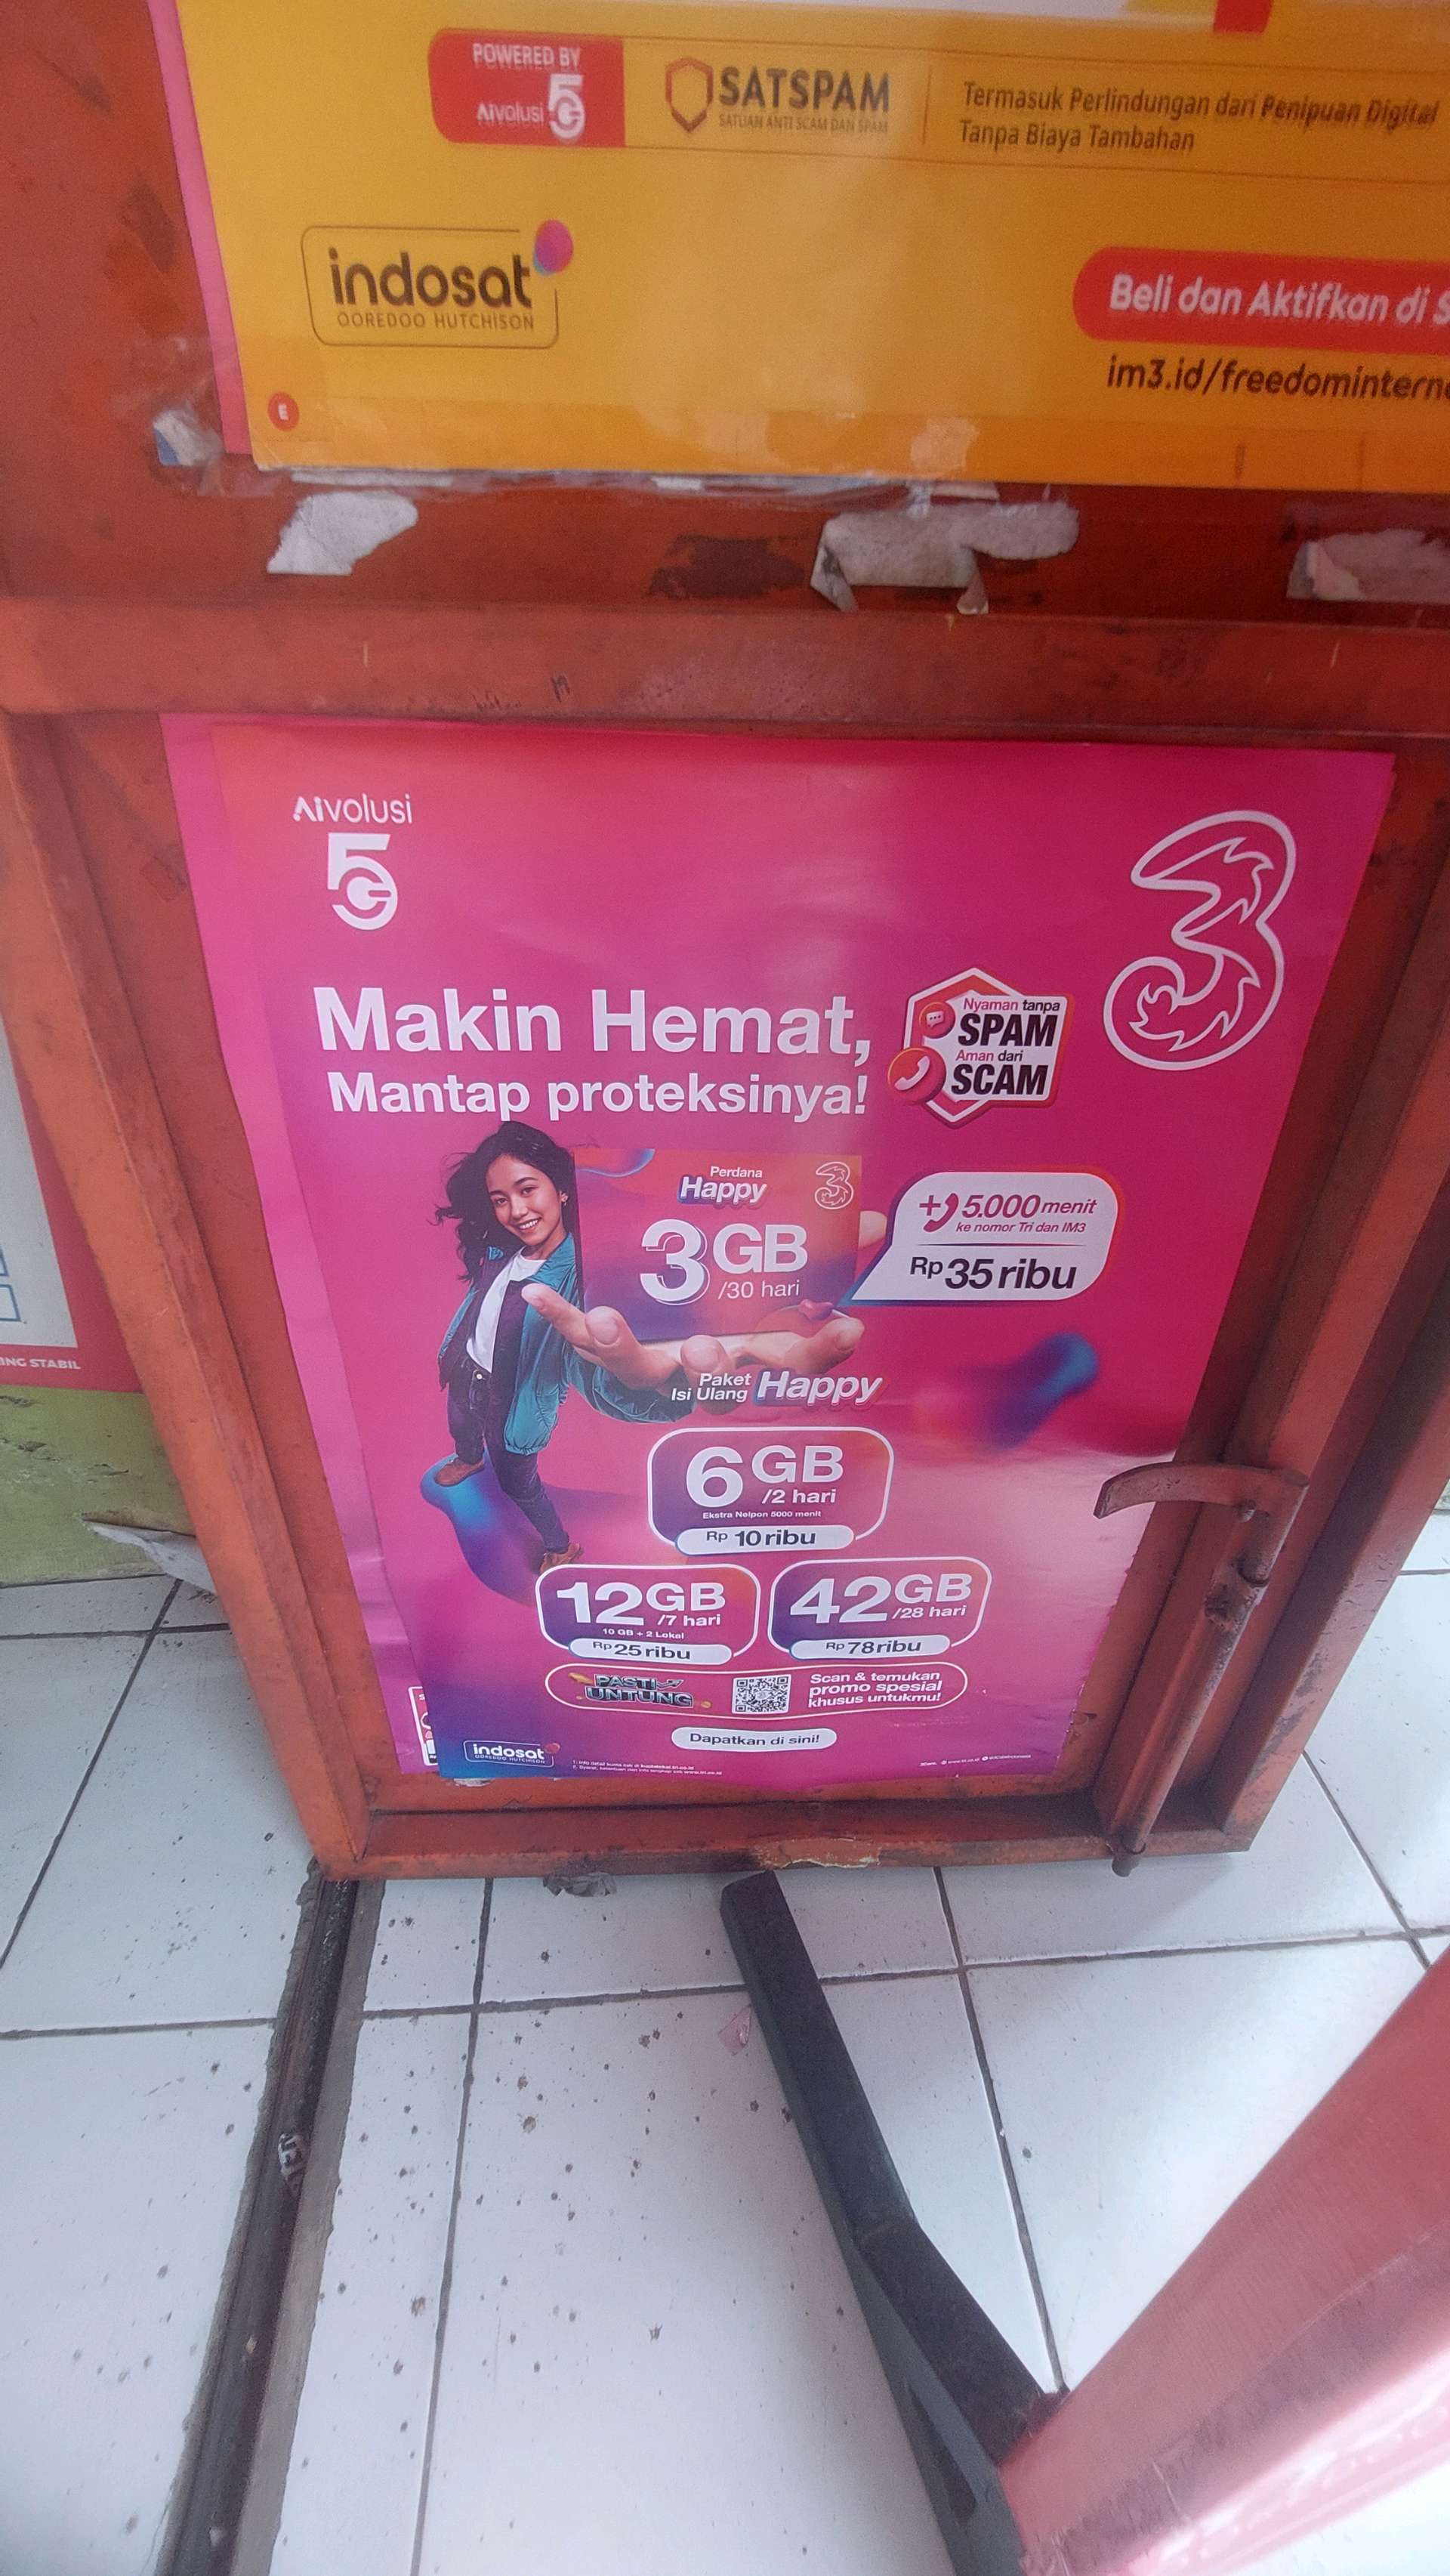 POWERED BY
AIvolusi 5G
SATSPAM
SATUAN ANTI SCAM DAN SPAM
Termasuk Perlindungan dari Penipuan Digital
Tanpa Biaya Tambahan
indosat
OOREDOO HUTCHISON
Beli dan Aktifkan di
im3.id/freedomintern
E
ING STABIL
AIvolusi
5G
3
Makin Hemat,
Mantap proteksinya!
Nyaman tanpa
SPAM
Aman dari
SCAM
Perdana
Happy
3
3GB
/30 hari
+ 5.000 menit
ke nomor Tri dan IM3
Rp35 ribu
Paket
Isi Ulang Happy
6GB
/2 hari
Ekstra Nelpon 5000 menit
Rp 10 ribu
12GB
/7 hari
10 GB + 2 Lokal
Rp 25 ribu
42GB
/28 hari
Rp 78 ribu
PASTI
UNTUNG
Scan & temukan
promo spesial
khusus untukmu!
Dapatkan di sini!
indosat
OOREDOO HUTCHISON